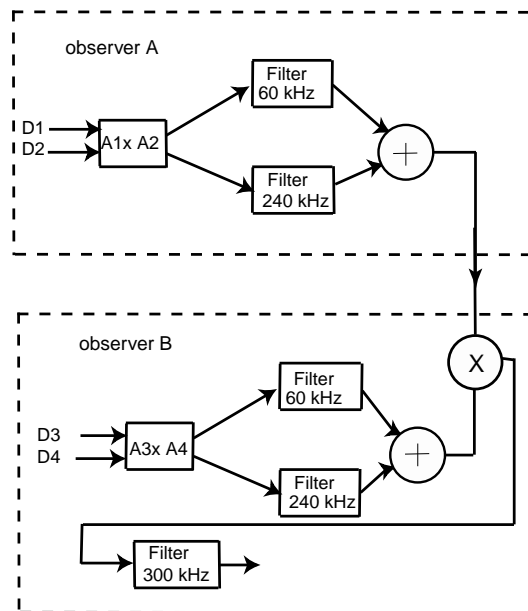 observer A
Filter
60 kHz
D1
D2
A1x A2
+
Filter
240 kHz
observer B
X
Filter
60 kHz
D3
D4
A3x A4
+
Filter
240 kHz
Filter
300 kHz